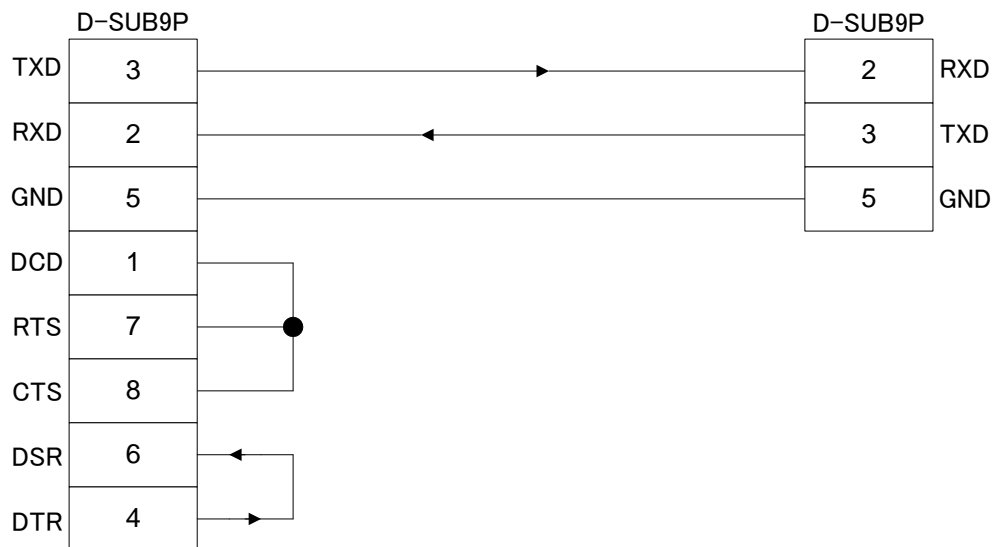 D-SUB9P D-SUB9P
TXD 3 2 RXD
RXD 2 3 TXD
GND 5 5 GND
DCD 1
RTS 7
CTS 8
DSR 6
DTR 4